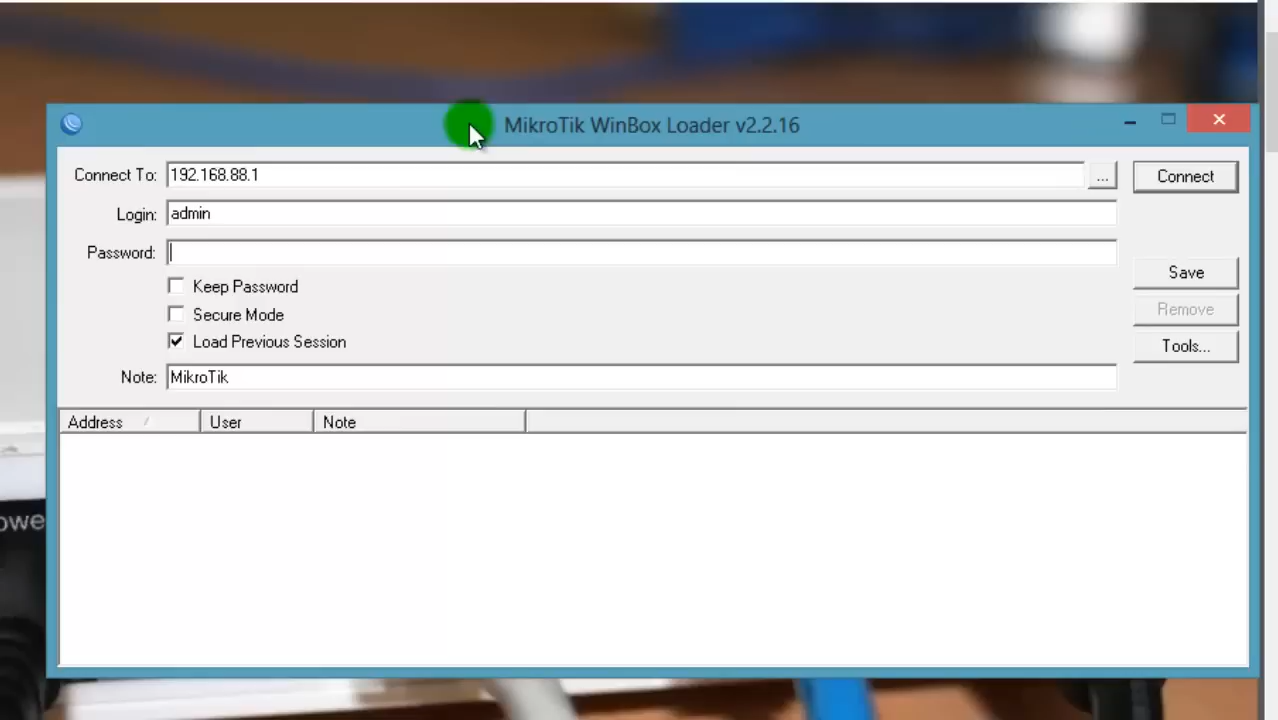 MikroTik WinBox Loader v2.2.16
Connect To: 192.168.88.1 ... Connect
Login: admin
Password:
Keep Password
Save
Secure Mode
Remove
Load Previous Session
Tools...
Note: MikroTik
Address User Note
owe